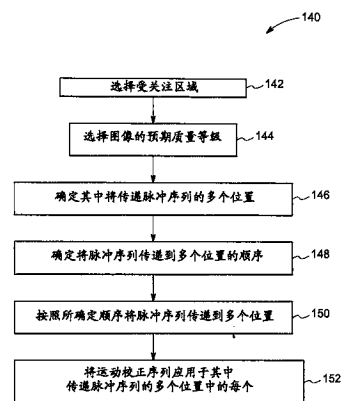 140
选择受关注区域
142
选择图像的预期质量等级
144
确定其中将传递脉冲序列的多个位置
146
确定将脉冲序列传递到多个位置的顺序
148
按照所确定顺序将脉冲序列传递到多个位置
150
将运动校正序列应用于其中
传递脉冲序列的多个位置中的每个
152